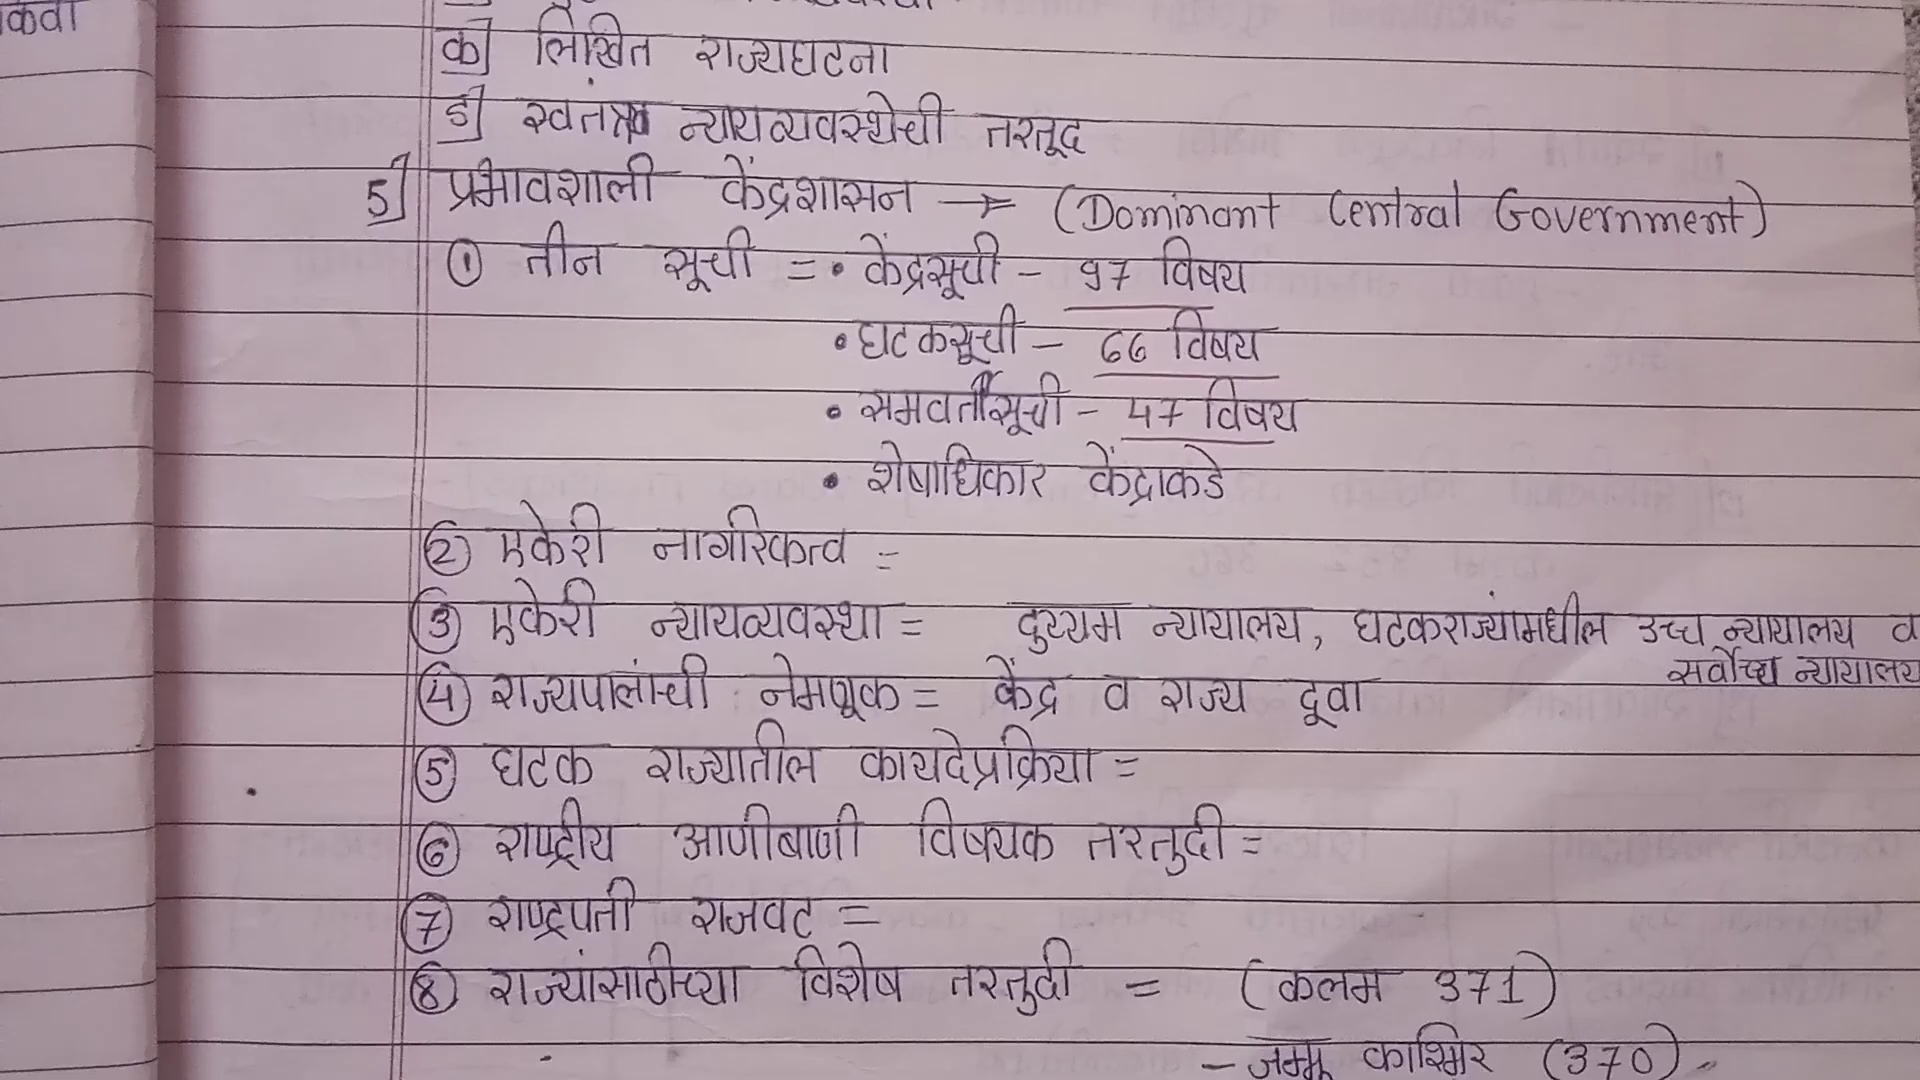 कवा
क] लिखित राज्यघटना
ड] स्वतंत्र न्यायव्यवस्थेची तरतूद
5] प्रभावशाली केंद्रशासन → (Dominant Central Government)
① तीन सूची = • केंद्रसूची - 97 विषय
• घटकसूची - 66 विषय
• समवर्तीसूची - 47 विषय
• शेषाधिकार केंद्राकडे
② एकेरी नागरिकत्व =
③ एकेरी न्यायव्यवस्था = दुय्यम न्यायालय, घटकराज्यांमधील उच्च न्यायालय व
सर्वोच्च न्यायालय
④ राज्यपालांची नेमणूक = केंद्र व राज्य दूवा
⑤ घटक राज्यातील कायदेप्रक्रिया =
⑥ राष्ट्रीय आणीबाणी विषयक तरतुदी =
⑦ राष्ट्रपती राजवट =
⑧ राज्यांसाठीच्या विशेष तरतुदी = (कलम 371)
- जम्मू काश्मिर (370)